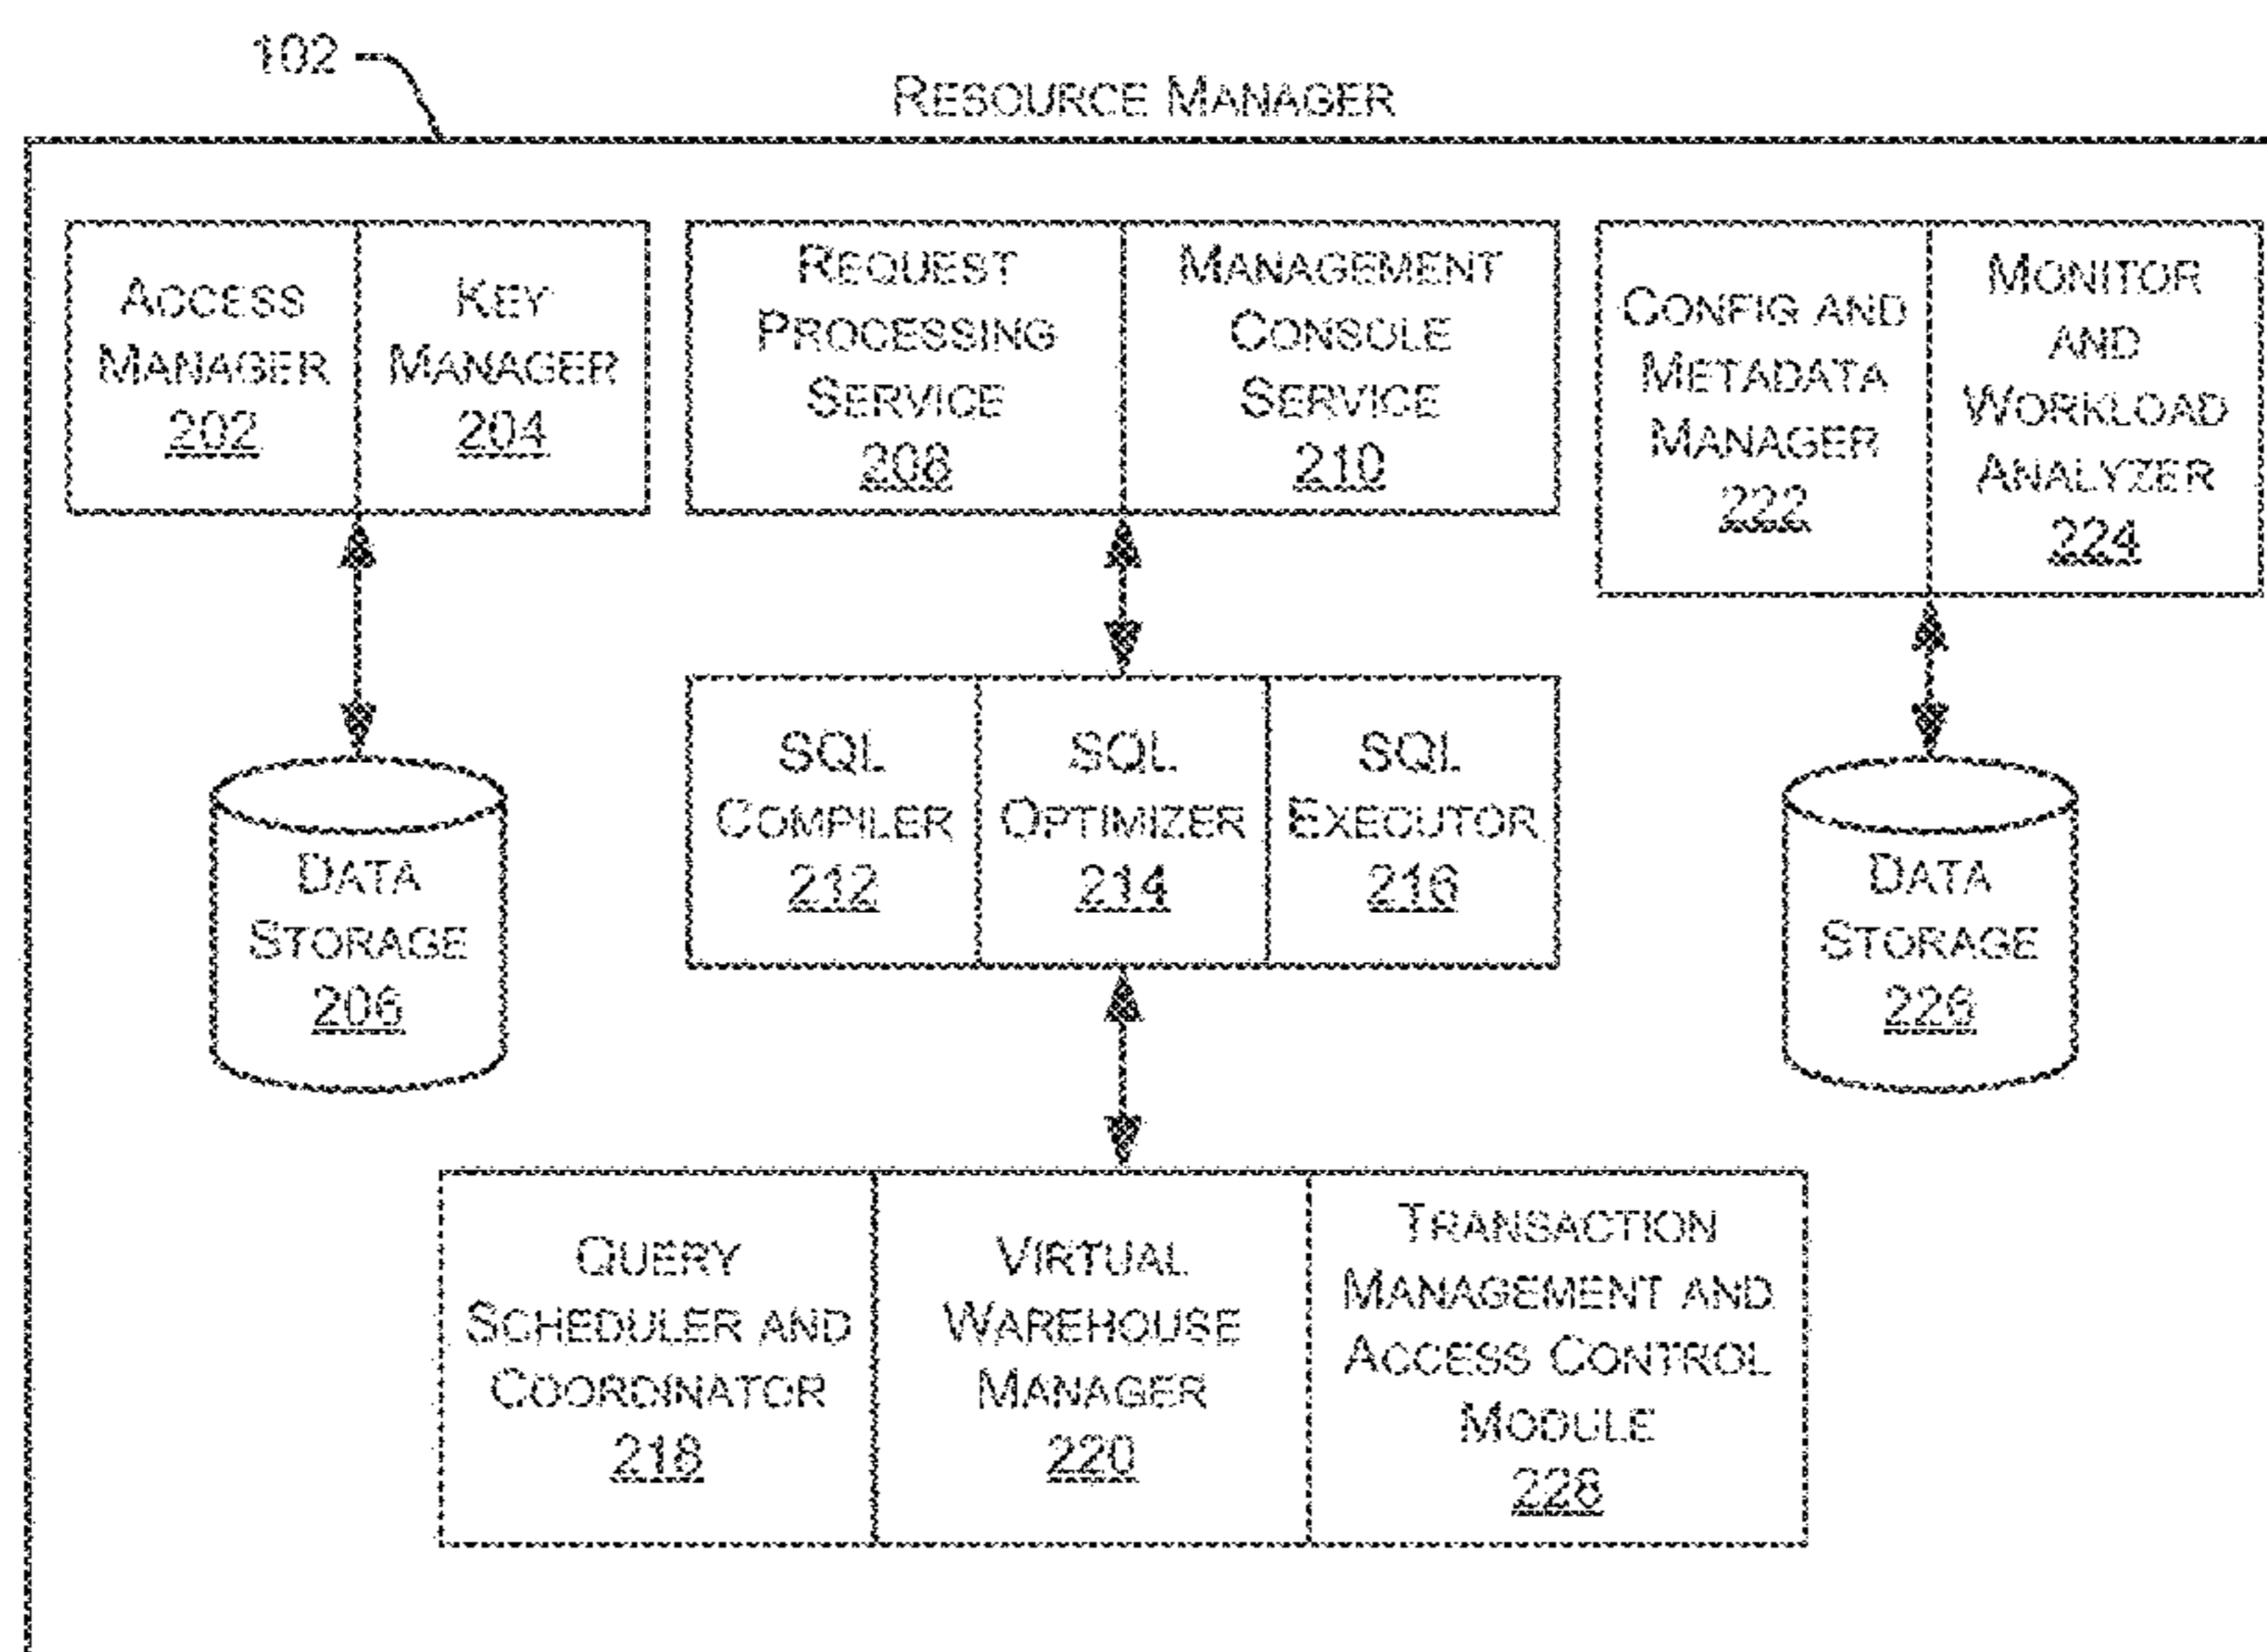 102
RESOURCE MANAGER
ACCESS
MANAGER
202
KEY
MANAGER
204
REQUEST
PROCESSING
SERVICE
208
MANAGEMENT
CONSOLE
SERVICE
210
CONFIG AND
METADATA
MANAGER
222
MONITOR
AND
WORKLOAD
ANALYZER
224
DATA
STORAGE
206
SQL
COMPILER
212
SQL
OPTIMIZER
214
SQL
EXECUTOR
216
DATA
STORAGE
226
QUERY
SCHEDULER AND
COORDINATOR
218
VIRTUAL
WAREHOUSE
MANAGER
220
TRANSACTION
MANAGEMENT AND
ACCESS CONTROL
MODULE
228